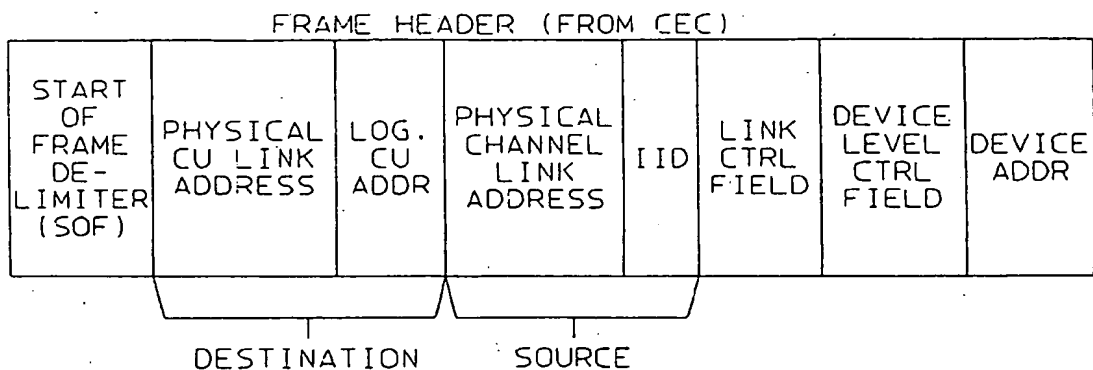 FRAME HEADER (FROM CEC)
START
OF
FRAME
DE-
LIMITER
(SOF)
PHYSICAL
CU LINK
ADDRESS
LOG.
CU
ADDR
PHYSICAL
CHANNEL
LINK
ADDRESS
IID
LINK
CTRL
FIELD
DEVICE
LEVEL
CTRL
FIELD
DEVICE
ADDR
DESTINATION
SOURCE